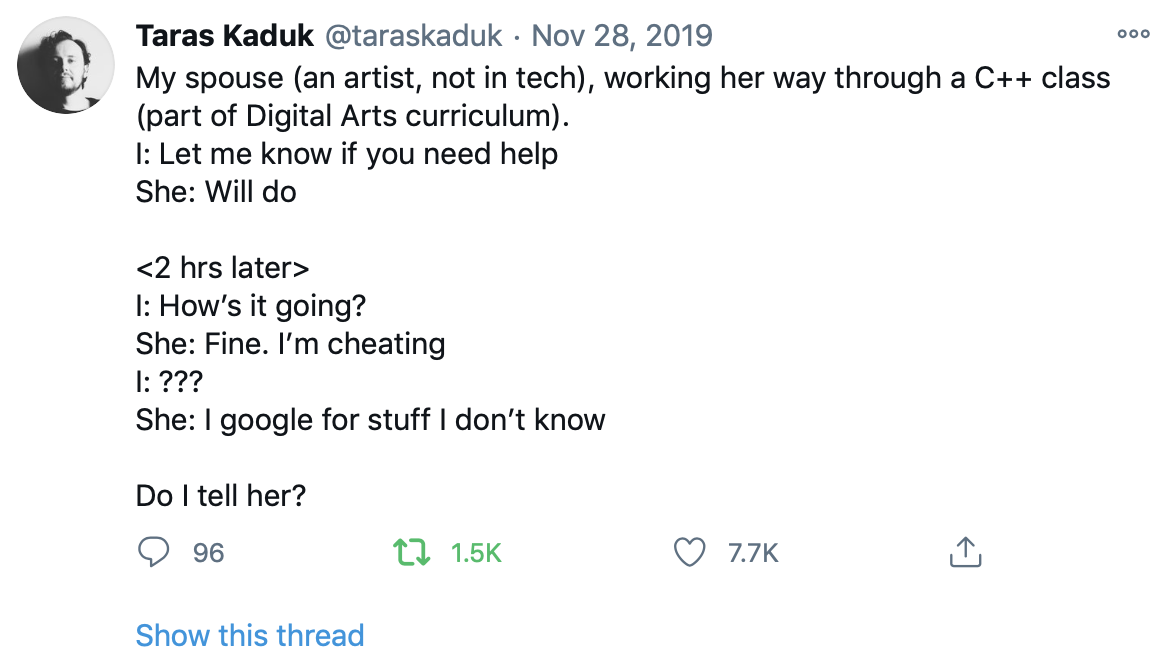 Taras Kaduk @taraskaduk · Nov 28, 2019
My spouse (an artist, not in tech), working her way through a C++ class
(part of Digital Arts curriculum).
I: Let me know if you need help
She: Will do
<2 hrs later>
I: How’s it going?
She: Fine. I’m cheating
I: ???
She: I google for stuff I don’t know
Do I tell her?
96 1.5K 7.7K
Show this thread